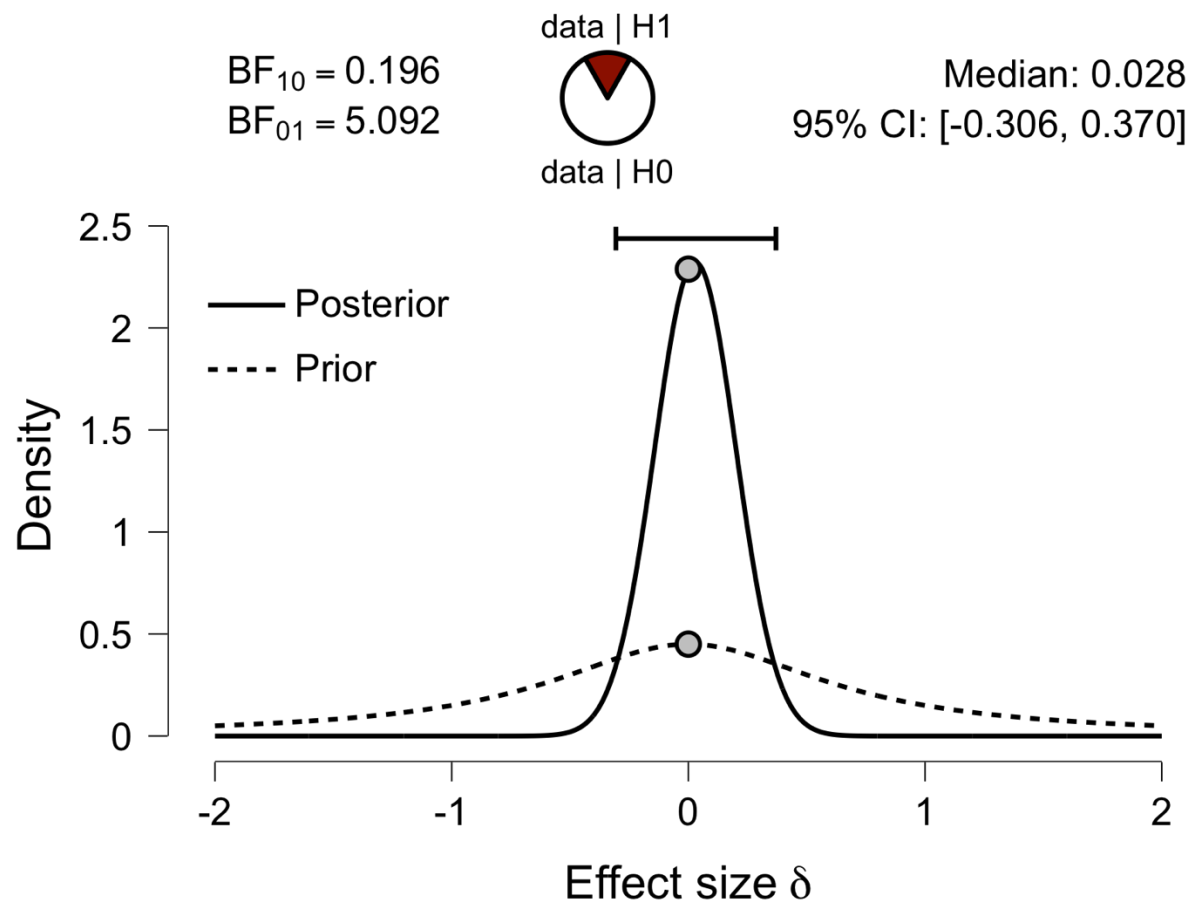 data | H1
BF₁₀ = 0.196
BF₀₁ = 5.092
Median: 0.028
95% CI: [-0.306, 0.370]
data | H0
2.5
2
1.5
1
0.5
0
Density
Posterior
Prior
-2 -1 0 1 2
Effect size δ